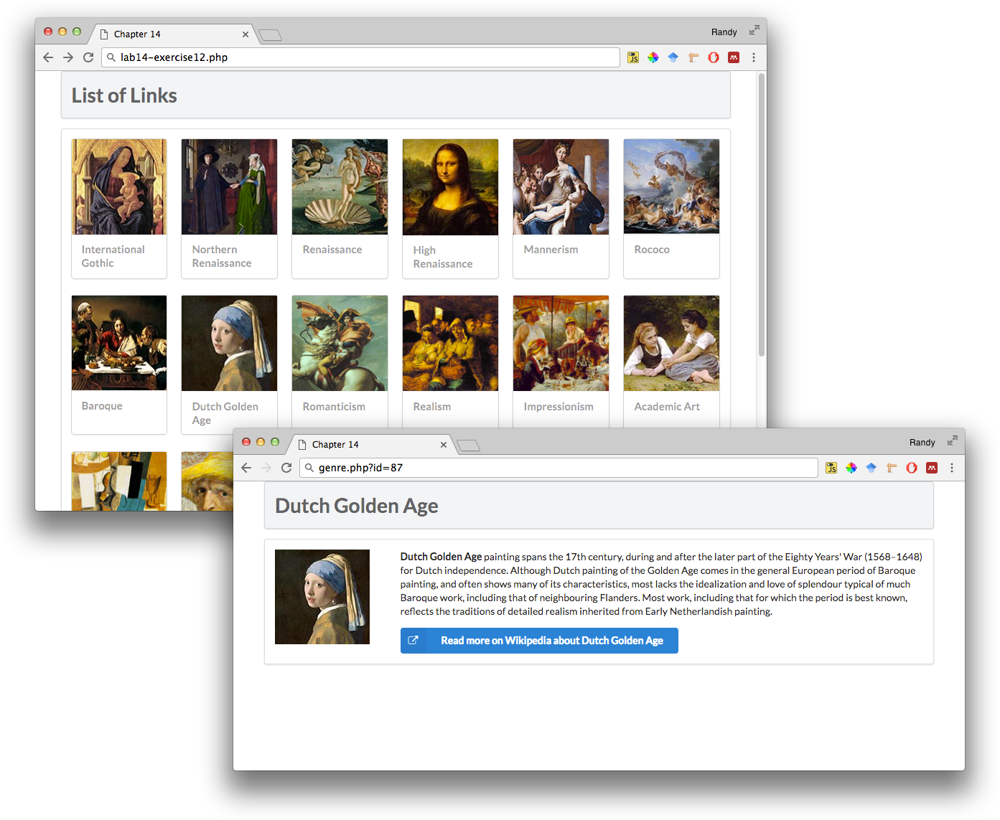 Chapter 14
Randy
lab14-exercise12.php
JS
List of Links
International
Gothic
Northern
Renaissance
Renaissance
High
Renaissance
Mannerism
Rococo
Baroque
Dutch Golden
Age
Romanticism
Realism
Impressionism
Academic Art
Chapter 14
Randy
genre.php?id=87
JS
Dutch Golden Age
Dutch Golden Age painting spans the 17th century, during and after the later part of the Eighty Years' War (1568–1648)
for Dutch independence. Although Dutch painting of the Golden Age comes in the general European period of Baroque
painting, and often shows many of its characteristics, most lacks the idealization and love of splendour typical of much
Baroque work, including that of neighbouring Flanders. Most work, including that for which the period is best known,
reflects the traditions of detailed realism inherited from Early Netherlandish painting.
Read more on Wikipedia about Dutch Golden Age